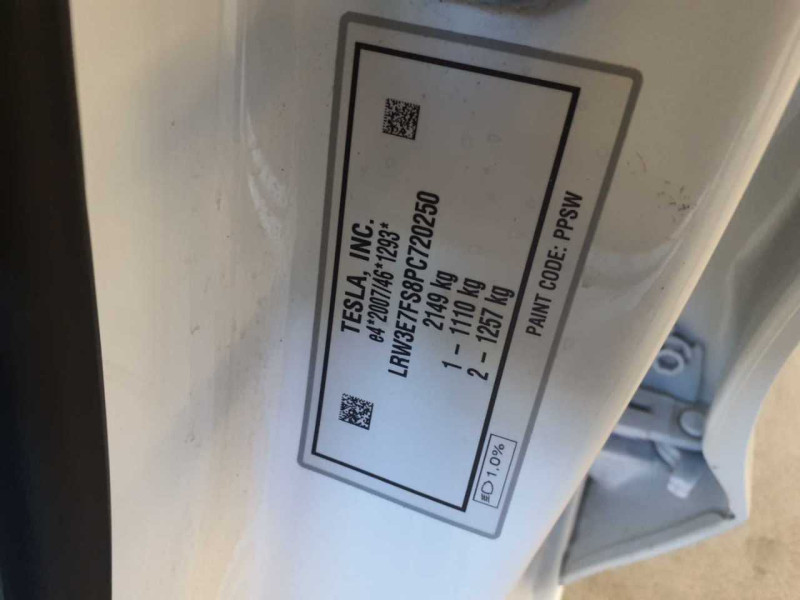 TESLA, INC.
e4*2007/46*1293*
LRW3E7FS8PC720250
2149 kg
1 – 1110 kg
2 – 1257 kg
1.0%
PAINT CODE: PPSW